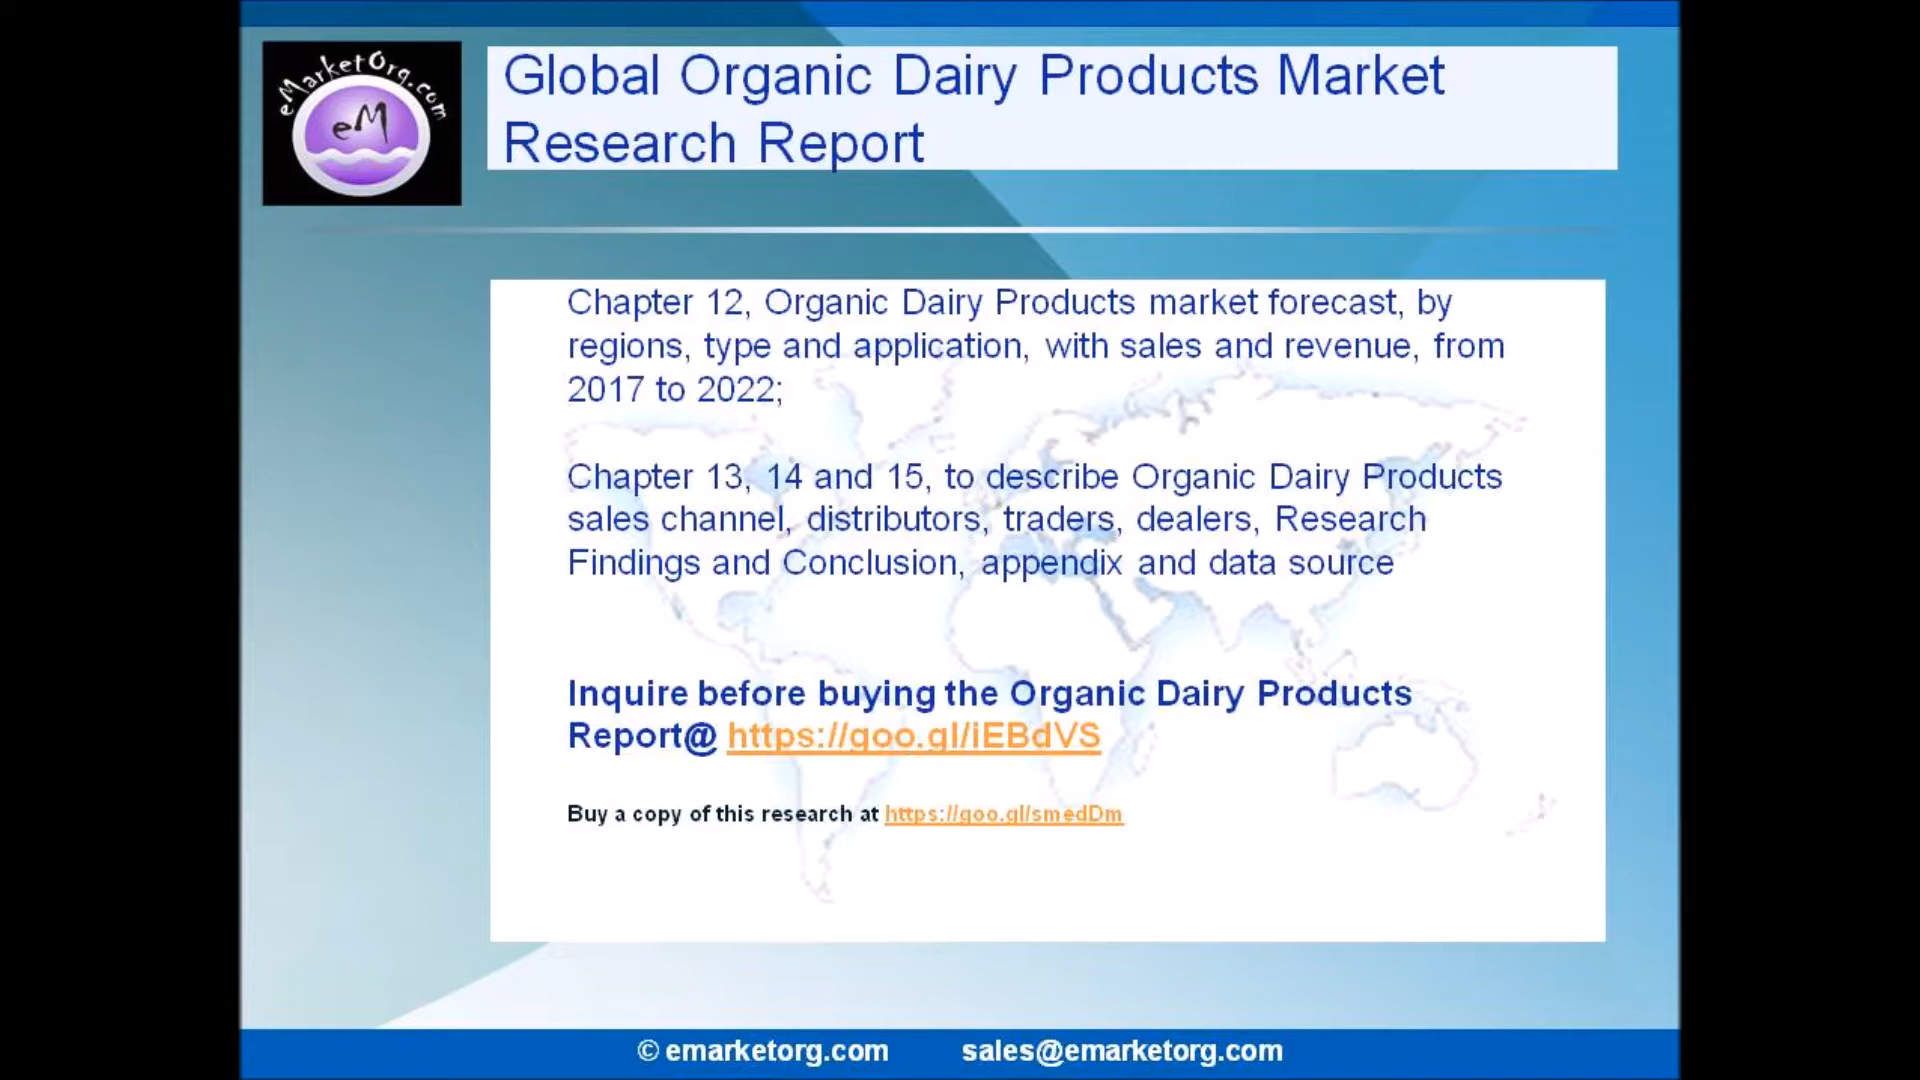 eMarketOrg.com
eM
Global Organic Dairy Products Market
Research Report
Chapter 12, Organic Dairy Products market forecast, by
regions, type and application, with sales and revenue, from
2017 to 2022;
Chapter 13, 14 and 15, to describe Organic Dairy Products
sales channel, distributors, traders, dealers, Research
Findings and Conclusion, appendix and data source
Inquire before buying the Organic Dairy Products
Report@ https://goo.gl/iEBdVS
Buy a copy of this research at https://goo.gl/smedDm
© emarketorg.com sales@emarketorg.com